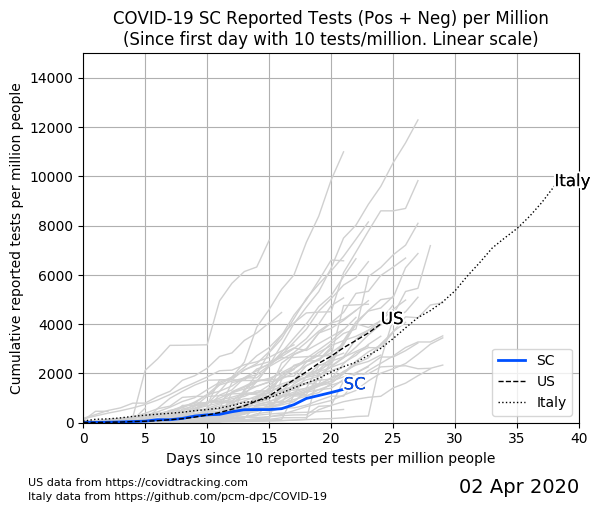 COVID-19 SC Reported Tests (Pos + Neg) per Million
(Since first day with 10 tests/million. Linear scale)
Cumulative reported tests per million people
14000
12000
10000
8000
6000
4000
2000
0
Italy
US
SC
SC
US
Italy
0 5 10 15 20 25 30 35 40
Days since 10 reported tests per million people
US data from https://covidtracking.com
Italy data from https://github.com/pcm-dpc/COVID-19
02 Apr 2020